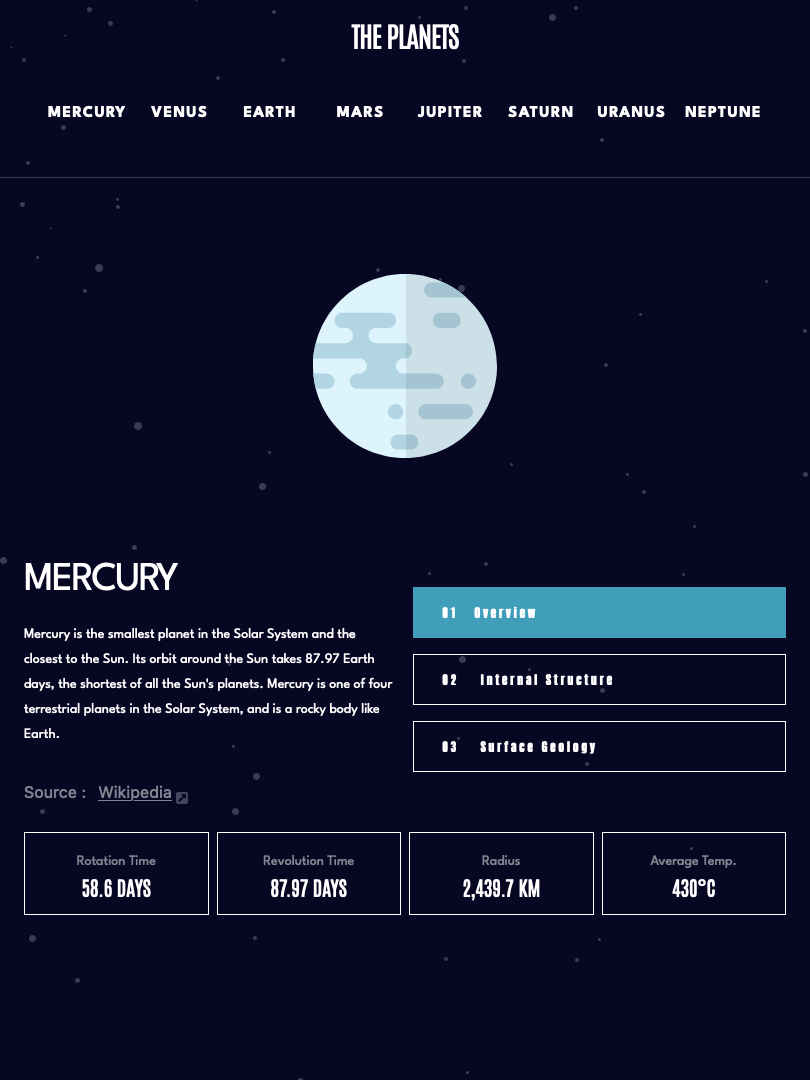 THE PLANETS
MERCURY VENUS EARTH MARS JUPITER SATURN URANUS NEPTUNE
MERCURY
Mercury is the smallest planet in the Solar System and the
closest to the Sun. Its orbit around the Sun takes 87.97 Earth
days, the shortest of all the Sun's planets. Mercury is one of four
terrestrial planets in the Solar System, and is a rocky body like
Earth.
Source : Wikipedia
01 Overview
02 Internal Structure
03 Surface Geology
Rotation Time
58.6 DAYS
Revolution Time
87.97 DAYS
Radius
2,439.7 KM
Average Temp.
430°C